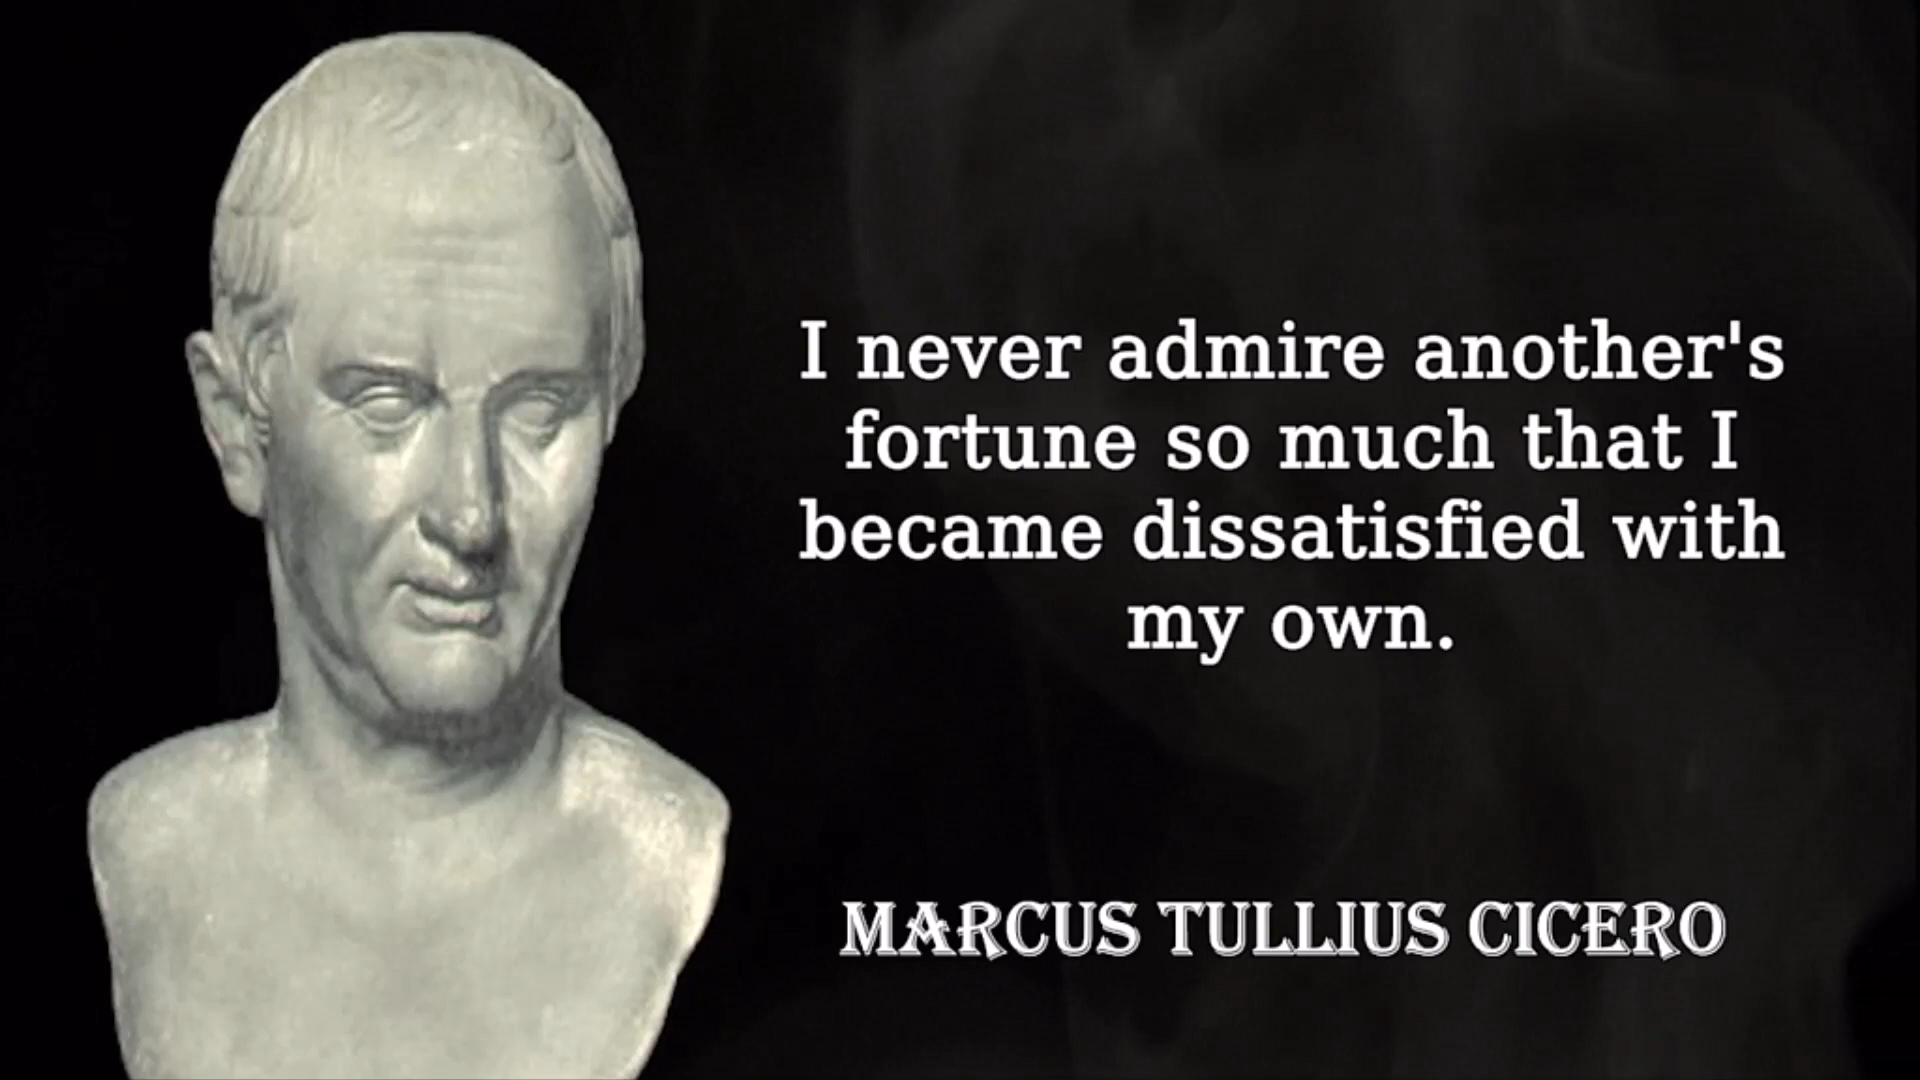 I never admire another's
fortune so much that I
became dissatisfied with
my own.
MARCUS TULLIUS CICERO